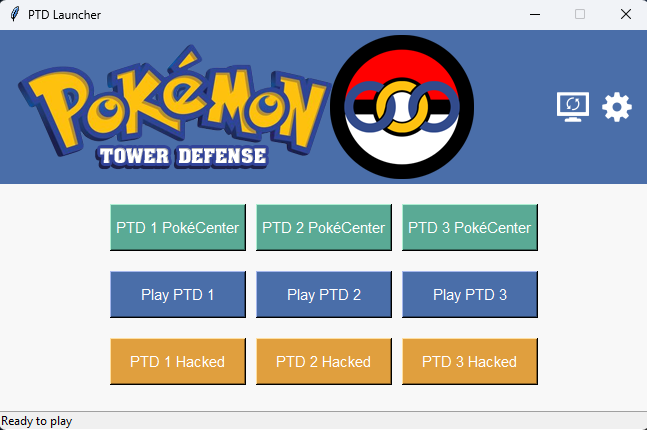 PTD Launcher
POKéMON
TOWER DEFENSE
PTD 1 PokéCenter PTD 2 PokéCenter PTD 3 PokéCenter
Play PTD 1 Play PTD 2 Play PTD 3
PTD 1 Hacked PTD 2 Hacked PTD 3 Hacked
Ready to play